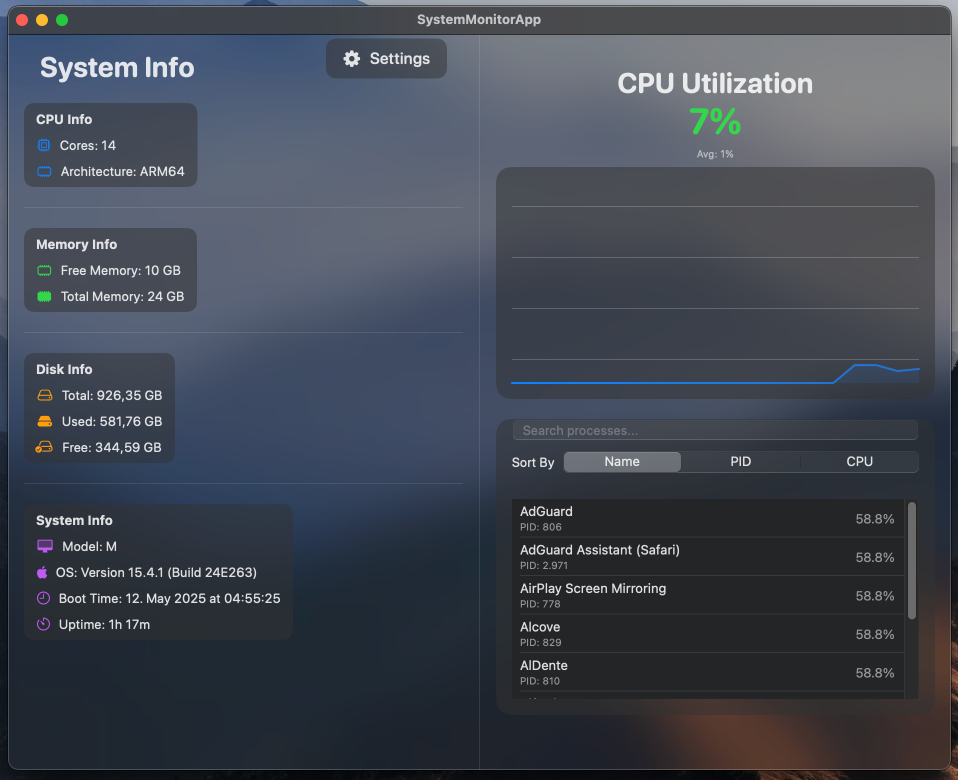 SystemMonitorApp
System Info
Settings
CPU Info
Cores: 14
Architecture: ARM64
Memory Info
Free Memory: 10 GB
Total Memory: 24 GB
Disk Info
Total: 926,35 GB
Used: 581,76 GB
Free: 344,59 GB
System Info
Model: M
OS: Version 15.4.1 (Build 24E263)
Boot Time: 12. May 2025 at 04:55:25
Uptime: 1h 17m
CPU Utilization
7%
Avg: 1%
Search processes...
Sort By Name PID CPU
AdGuard
PID: 806
58.8%
AdGuard Assistant (Safari)
PID: 2.971
58.8%
AirPlay Screen Mirroring
PID: 778
58.8%
Alcove
PID: 829
58.8%
AlDente
PID: 810
58.8%